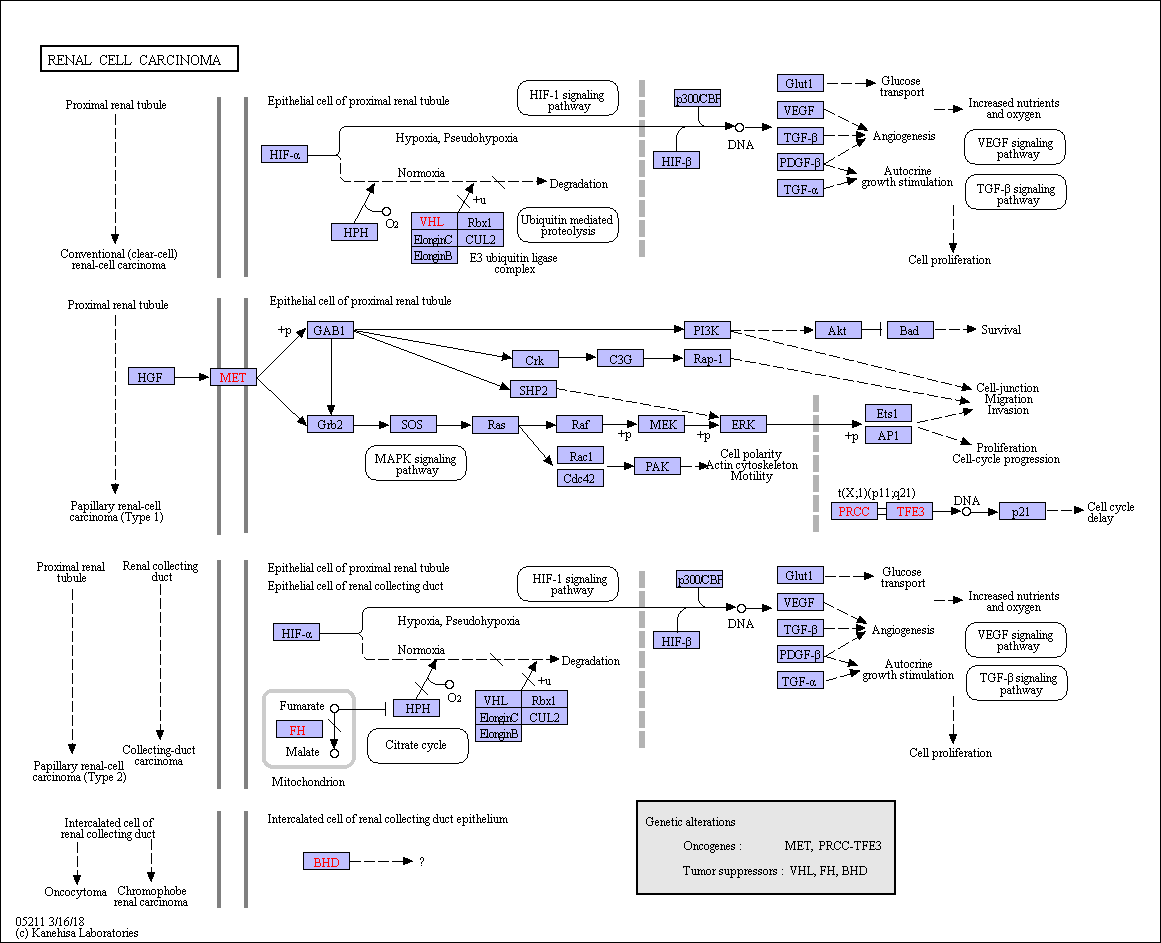 RENAL CELL CARCINOMA
Proximal renal tubule
Conventional (clear-cell)
renal-cell carcinoma
Epithelial cell of proximal renal tubule
HIF-1 signaling
pathway
HIF-α
Hypoxia, Pseudohypoxia
Normoxia
Degradation
HPH
O2
+u
VHL
Rbx1
ElonginC
CUL2
ElonginB
E3 ubiquitin ligase
complex
Ubiquitin mediated
proteolysis
p300/CBP
HIF-β
DNA
Glut1
VEGF
TGF-β
PDGF-β
TGF-α
Glucose
transport
Angiogenesis
Autocrine
growth stimulation
Increased nutrients
and oxygen
VEGF signaling
pathway
TGF-β signaling
pathway
Cell proliferation
Proximal renal tubule
Papillary renal-cell
carcinoma (Type 1)
Epithelial cell of proximal renal tubule
HGF
MET
+p
GAB1
PI3K
Akt
Bad
Survival
Crk
C3G
Rap-1
SHP2
Cell-junction
Migration
Invasion
Grb2
SOS
Ras
Raf
+p
MEK
+p
ERK
+p
Ets1
AP1
Proliferation
Cell-cycle progression
MAPK signaling
pathway
Rac1
Cdc42
PAK
Cell polarity
Actin cytoskeleton
Motility
t(X;1)(p11;q21)
PRCC
TFE3
DNA
p21
Cell cycle
delay
Proximal renal
tubule
Renal collecting
duct
Papillary renal-cell
carcinoma (Type 2)
Collecting-duct
carcinoma
Epithelial cell of proximal renal tubule
Epithelial cell of renal collecting duct
HIF-1 signaling
pathway
HIF-α
Hypoxia, Pseudohypoxia
Normoxia
Degradation
Fumarate
FH
Malate
Mitochondrion
HPH
O2
+u
Citrate cycle
VHL
Rbx1
ElonginC
CUL2
ElonginB
p300/CBP
HIF-β
DNA
Glut1
VEGF
TGF-β
PDGF-β
TGF-α
Glucose
transport
Angiogenesis
Autocrine
growth stimulation
Increased nutrients
and oxygen
VEGF signaling
pathway
TGF-β signaling
pathway
Cell proliferation
Intercalated cell of
renal collecting duct
Oncocytoma
Chromophobe
renal carcinoma
Intercalated cell of renal collecting duct epithelium
BHD
?
Genetic alterations
Oncogenes : MET, PRCC-TFE3
Tumor suppressors : VHL, FH, BHD
05211 3/16/18
(c) Kanehisa Laboratories